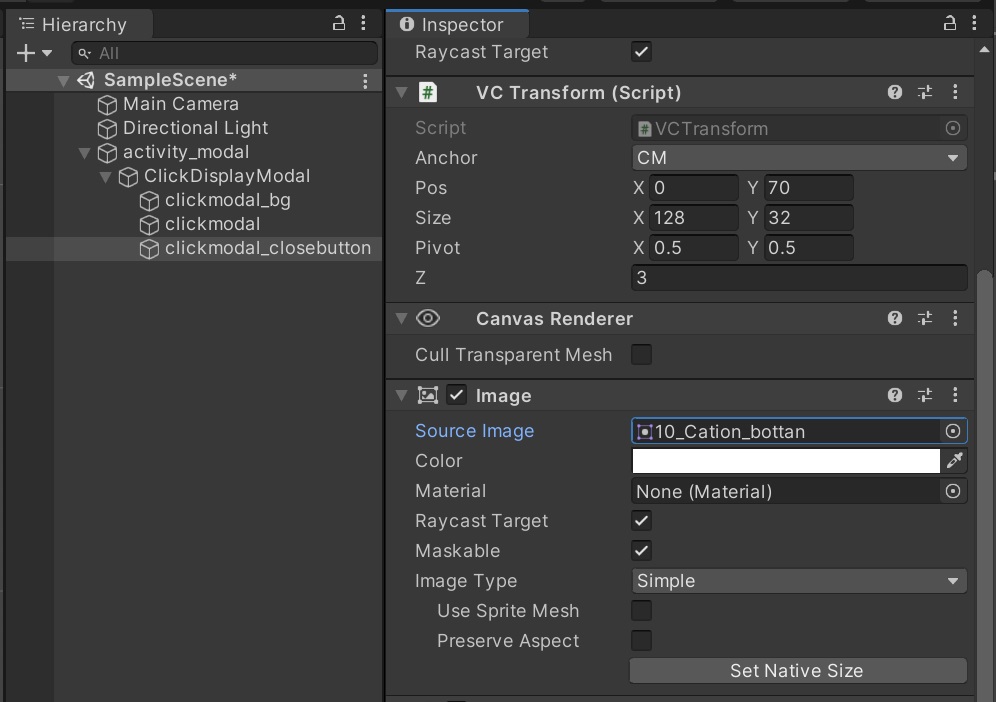 Hierarchy
All
SampleScene*
Main Camera
Directional Light
activity_modal
ClickDisplayModal
clickmodal_bg
clickmodal
clickmodal_closebutton
Inspector
Raycast Target
VC Transform (Script)
Script VCTransform
Anchor CM
Pos X 0 Y 70
Size X 128 Y 32
Pivot X 0.5 Y 0.5
Z 3
Canvas Renderer
Cull Transparent Mesh
Image
Source Image 10_Cation_bottan
Color
Material None (Material)
Raycast Target
Maskable
Image Type Simple
Use Sprite Mesh
Preserve Aspect
Set Native Size